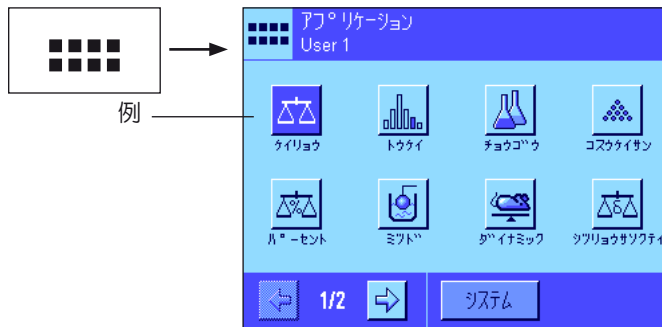 アプリケーション
User 1
例
ケイリョウ
トウケイ
チョウゴウ
コスウケイサン
パーセント
ミツド
ダイナミック
シツリョウサソクティ
1/2
システム